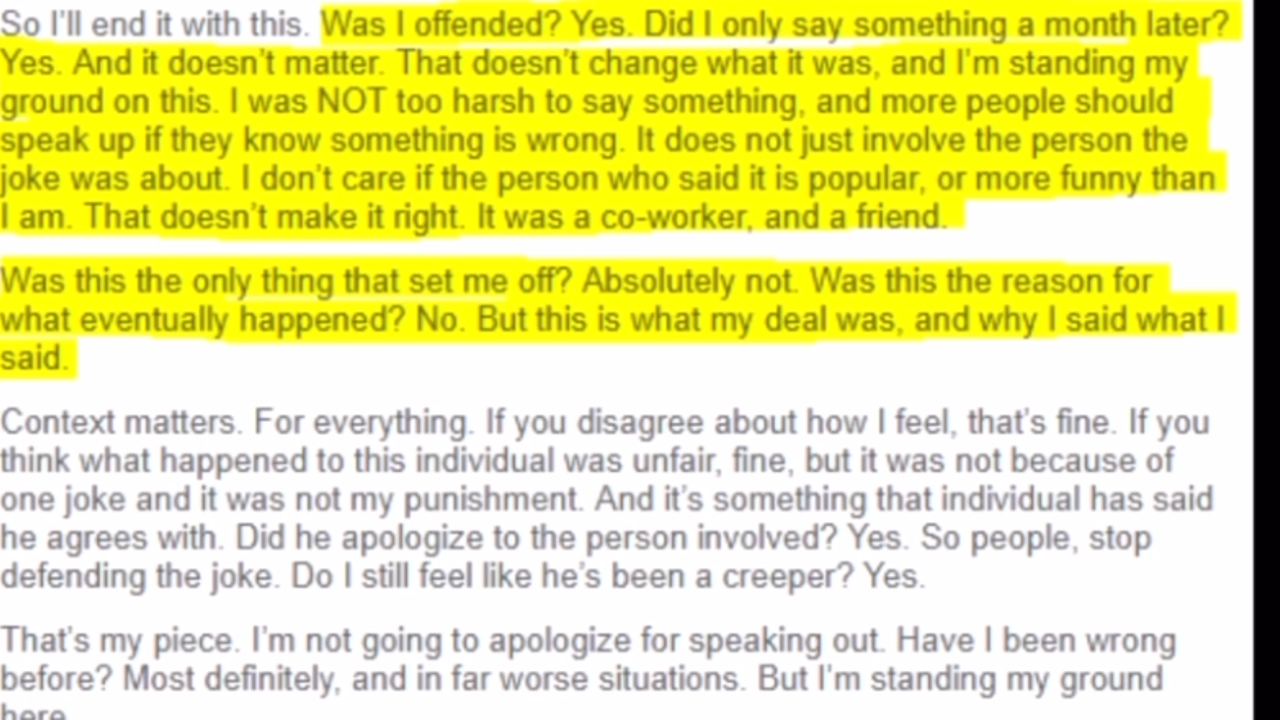 So I'll end it with this. Was I offended? Yes. Did I only say something a month later?
Yes. And it doesn't matter. That doesn't change what it was, and I'm standing my
ground on this. I was NOT too harsh to say something, and more people should
speak up if they know something is wrong. It does not just involve the person the
joke was about. I don't care if the person who said it is popular, or more funny than
I am. That doesn't make it right. It was a co-worker, and a friend.
Was this the only thing that set me off? Absolutely not. Was this the reason for
what eventually happened? No. But this is what my deal was, and why I said what I
said.
Context matters. For everything. If you disagree about how I feel, that's fine. If you
think what happened to this individual was unfair, fine, but it was not because of
one joke and it was not my punishment. And it's something that individual has said
he agrees with. Did he apologize to the person involved? Yes. So people, stop
defending the joke. Do I still feel like he's been a creeper? Yes.
That's my piece. I'm not going to apologize for speaking out. Have I been wrong
before? Most definitely, and in far worse situations. But I'm standing my ground
here